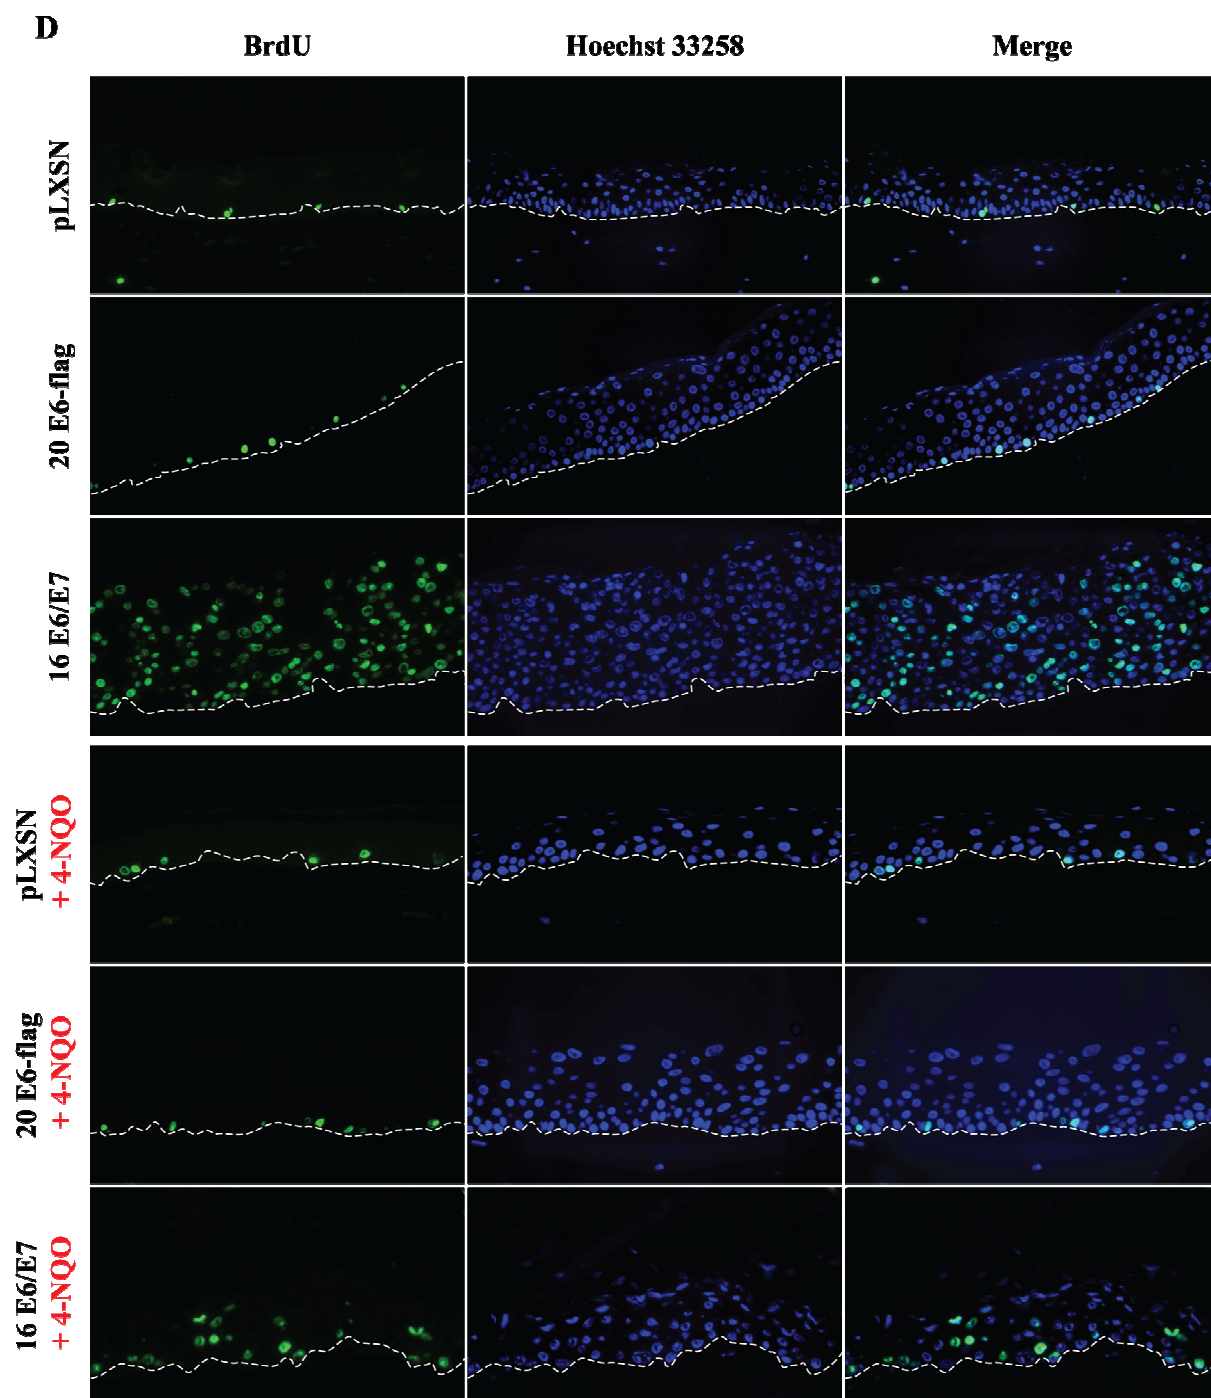 D
BrdU
Hoechst 33258
Merge
pLXSN
20 E6-flag
16 E6/E7
pLXSN
+ 4-NQO
20 E6-flag
+ 4-NQO
16 E6/E7
+ 4-NQO